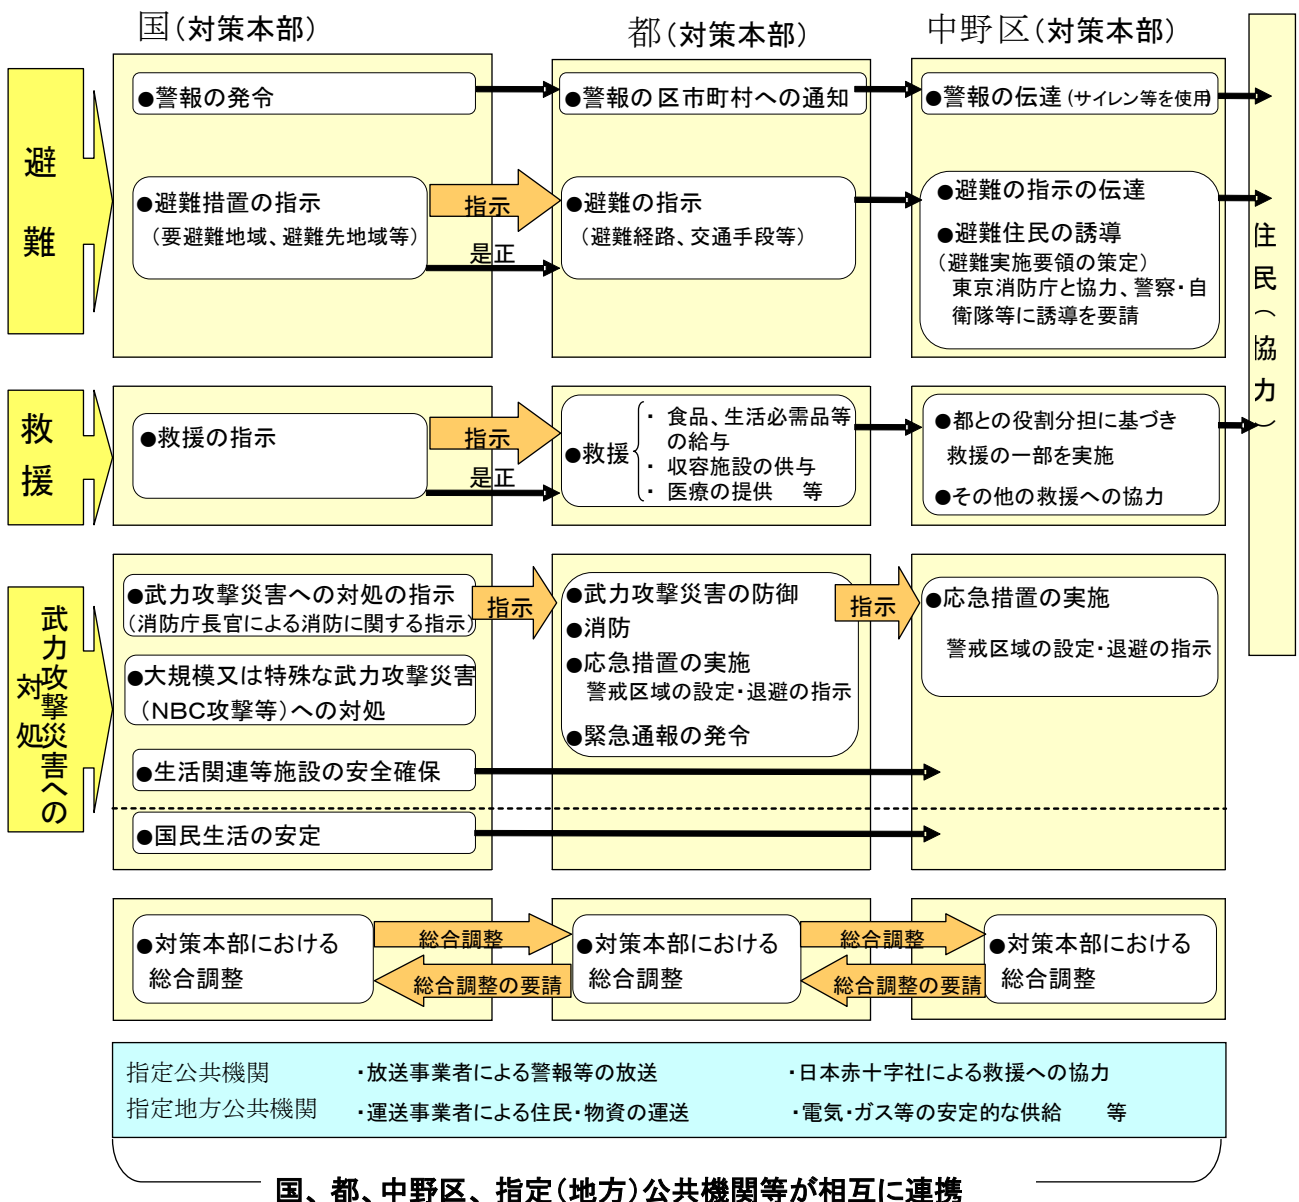 国（対策本部）
都（対策本部）
中野区（対策本部）
避難
●警報の発令
●警報の区市町村への通知
●警報の伝達（サイレン等を使用）
●避難措置の指示
（要避難地域、避難先地域等）
指示
是正
●避難の指示
（避難経路、交通手段等）
●避難の指示の伝達
●避難住民の誘導
（避難実施要領の策定）
東京消防庁と協力、警察・自
衛隊等に誘導を要請
住民（協力）
救援
●救援の指示
指示
是正
●救援
・ 食品、生活必需品等
の給与
・ 収容施設の供与
・ 医療の提供 等
●都との役割分担に基づき
救援の一部を実施
●その他の救援への協力
武力攻撃災害への
対処
●武力攻撃災害への対処の指示
（消防庁長官による消防に関する指示）
●大規模又は特殊な武力攻撃災害
（ＮＢＣ攻撃等）への対処
●生活関連等施設の安全確保
●国民生活の安定
指示
●武力攻撃災害の防御
●消防
●応急措置の実施
警戒区域の設定・退避の指示
●緊急通報の発令
指示
●応急措置の実施
警戒区域の設定・退避の指示
●対策本部における
総合調整
総合調整
総合調整の要請
●対策本部における
総合調整
総合調整
総合調整の要請
●対策本部における
総合調整
指定公共機関
指定地方公共機関
・放送事業者による警報等の放送
・日本赤十字社による救援への協力
・運送事業者による住民・物資の運送
・電気・ガス等の安定的な供給 等
国、都、中野区、指定（地方）公共機関等が相互に連携